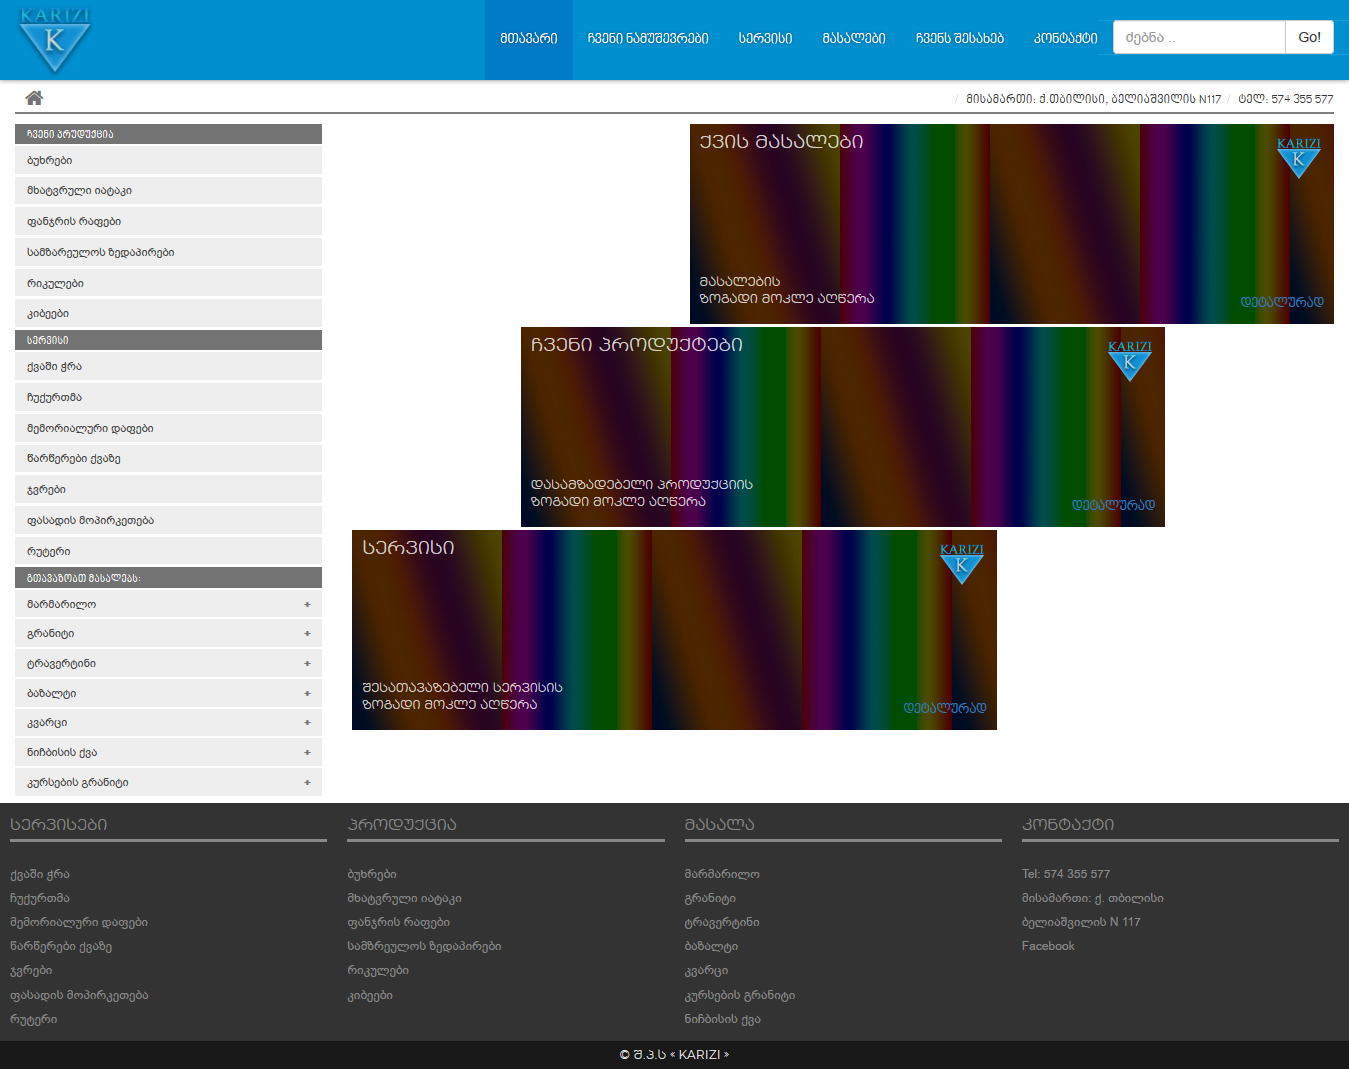 KARIZI
K
მთავარი
ჩვენი ნამუშევრები
სერვისი
მასალები
ჩვენს შესახებ
კონტაქტი
ძებნა ..
Go!
/ მისამართი: ქ.თბილისი, ბელიაშვილის N117 / ტელ: 574 355 577
ჩვენი პრუდუქცია
ბუხრები
მხატვრული იატაკი
ფანჯრის რაფები
სამზარეულოს ზედაპირები
რიკულები
კიბეები
სერვისი
ქვაში ჭრა
ჩუქურთმა
მემორიალური დაფები
წარწერები ქვაზე
ჯვრები
ფასადის მოპირკეთება
რუტერი
გთავაზობთ მასალებს:
მარმარილო +
გრანიტი +
ტრავერტინი +
ბაზალტი +
კვარცი +
ნიჩბისის ქვა +
კურსების გრანიტი +
ქვის მასალები
KARIZI
K
მასალების
ზოგადი მოკლე აღწერა
დეტალურად
ჩვენი პროდუქტები
KARIZI
K
დასამზადებელი პროდუქციის
ზოგადი მოკლე აღწერა
დეტალურად
სერვისი
KARIZI
K
შესათავაზებელი სერვისის
ზოგადი მოკლე აღწერა
დეტალურად
სერვისები
ქვაში ჭრა
ჩუქურთმა
მემორიალური დაფები
წარწერები ქვაზე
ჯვრები
ფასადის მოპირკეთება
რუტერი
პროდუქცია
ბუხრები
მხატვრული იატაკი
ფანჯრის რაფები
სამზრეულოს ზედაპირები
რიკულები
კიბეები
მასალა
მარმარილო
გრანიტი
ტრავერტინი
ბაზალტი
კვარცი
კურსების გრანიტი
ნიჩბისის ქვა
კონტაქტი
Tel: 574 355 577
მისამართი: ქ. თბილისი
ბელიაშვილის N 117
Facebook
© შ.პ.ს « KARIZI »